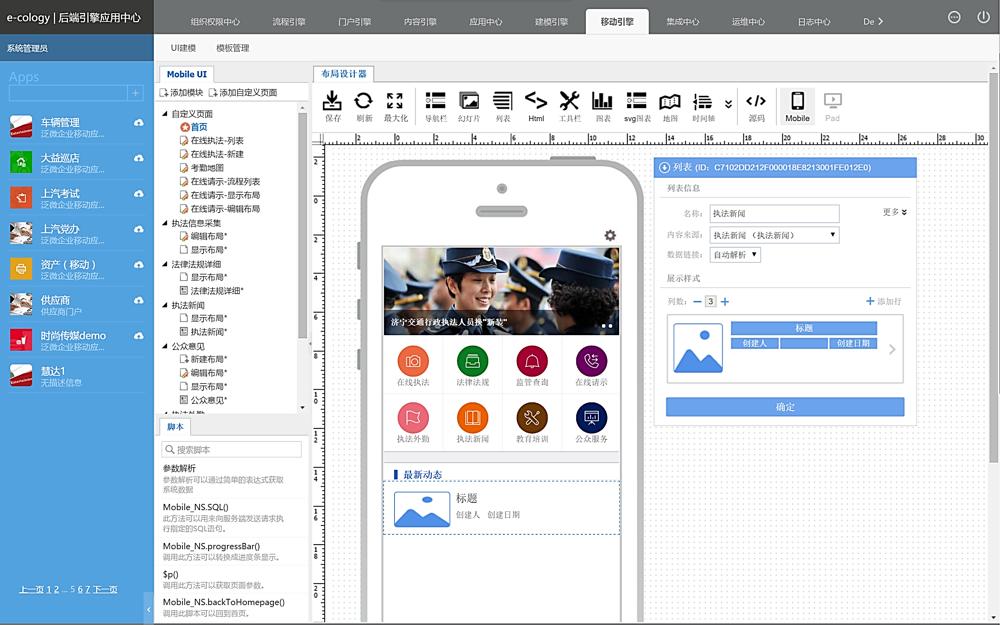 e-cology | 后端引擎应用中心
组织权限中心 流程引擎 门户引擎 内容引擎 应用中心 建模引擎 移动引擎 集成中心 运维中心 日志中心 De
系统管理员
UI建模 模板管理
Apps
车辆管理
泛微企业移动应...
大益巡店
泛微企业移动应...
上汽考试
泛微企业移动应...
上汽党办
泛微企业移动应...
资产（移动）
泛微企业移动应...
供应商
供应商门户
时尚传媒demo
泛微企业移动应...
慧达1
无描述信息
上一页 1 2 ... 5 6 7 下一页
Mobile UI
添加模块 添加自定义页面
自定义页面
首页
在线执法-列表
在线执法-新建
考勤地图
在线请示-流程列表
在线请示-显示布局
在线请示-编辑布局
执法信息采集
编辑布局*
显示布局*
法律法规详细
显示布局*
法律法规详细*
执法新闻
显示布局*
执法新闻*
公众意见
新建布局*
编辑布局*
显示布局*
公众意见*
执法外勤
脚本
搜索脚本
参数解析
参数解析可以通过简单的表达式获取
系统数据
Mobile_NS.SQL()
此方法可以用来向服务端发送请求执
行指定的SQL语句。
Mobile_NS.progressBar()
调用此方法可以转换成进度条显示。
$p()
调用此方法可以获取页面参数。
Mobile_NS.backToHomepage()
调用此脚本可以回到首页。
布局设计器
保存 刷新 最大化 导航栏 幻灯片 列表 Html 工具栏 图表 svg图表 地图 时间轴 源码 Mobile Pad
2 0 2 4 6 8 10 12 14 16 18 20 22 24 26 28 30
2
0
2
4
6
8
10
12
14
16
18
20
济宁交通行政执法人员换"新装"
在线执法 法律法规 监管查询 在线请示
执法外勤 执法新闻 教育培训 公众服务
最新动态
标题
创建人 创建日期
列表 (ID：C7102DD212F000018E8213001FE012E0)
列表信息
名称： 执法新闻 更多
内容来源： 执法新闻 （执法新闻）
数据链接： 自动解析
展示样式
列数： 3 添加行
标题
创建人 创建日期
确定